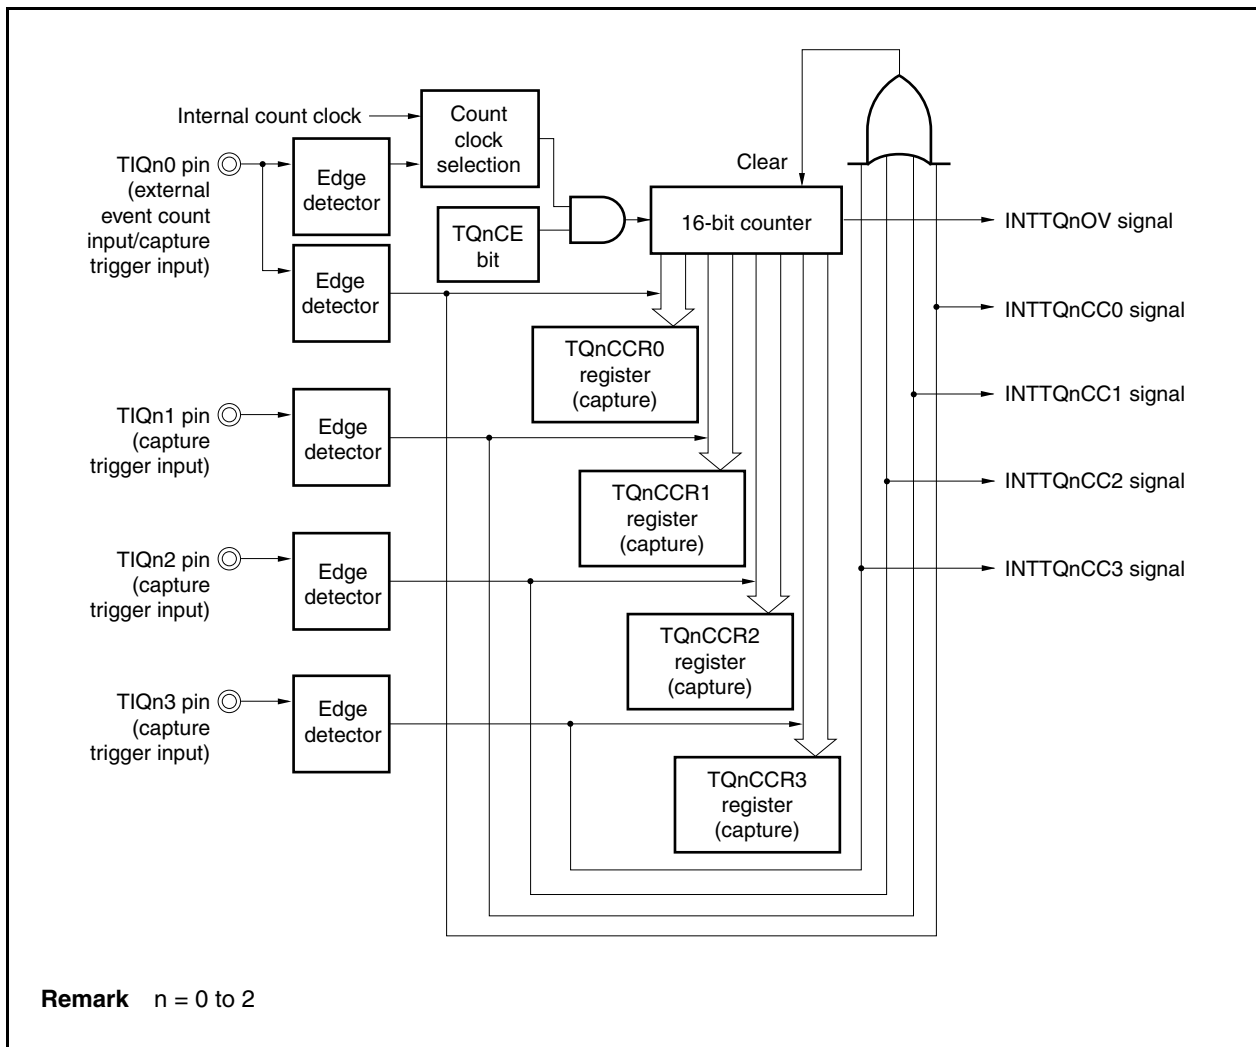 Internal count clock
Count
clock
selection
TIQn0 pin
(external
event count
input/capture
trigger input)
Edge
detector
Clear
TQnCE
bit
16-bit counter
INTTQnOV signal
Edge
detector
INTTQnCC0 signal
TQnCCR0
register
(capture)
TIQn1 pin
(capture
trigger input)
Edge
detector
INTTQnCC1 signal
TQnCCR1
register
(capture)
INTTQnCC2 signal
TIQn2 pin
(capture
trigger input)
Edge
detector
INTTQnCC3 signal
TQnCCR2
register
(capture)
TIQn3 pin
(capture
trigger input)
Edge
detector
TQnCCR3
register
(capture)
Remark n = 0 to 2